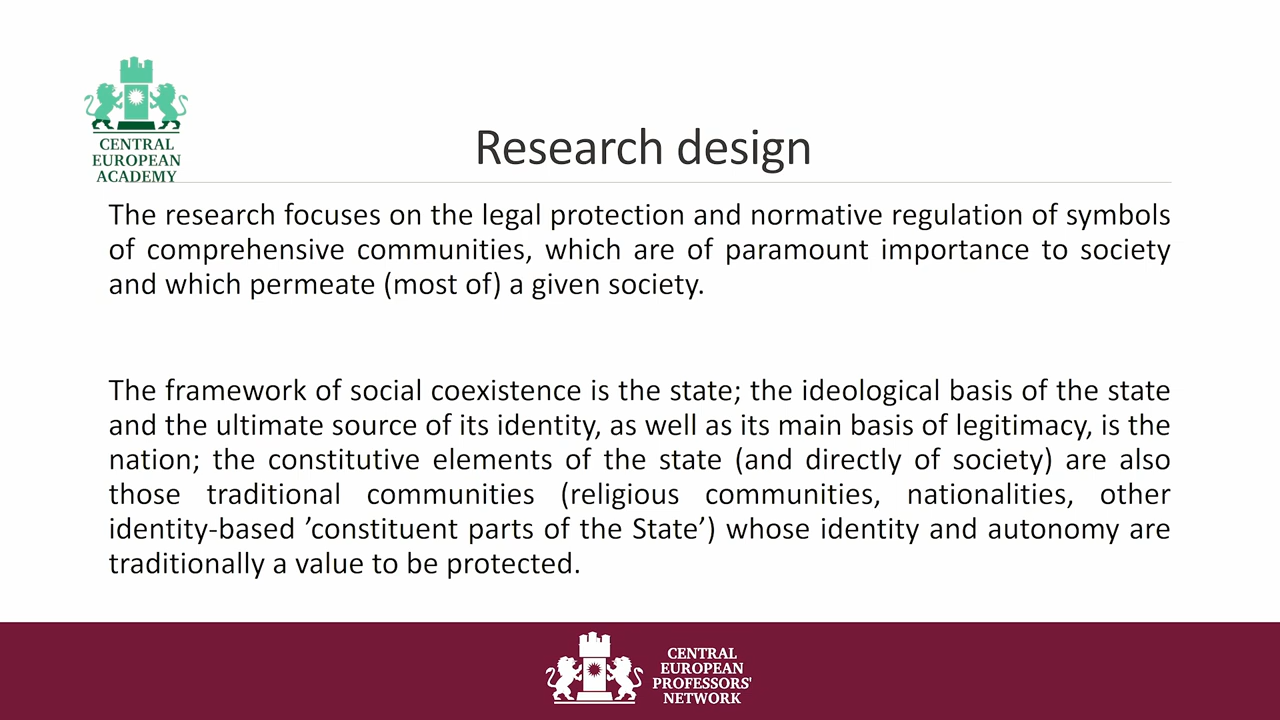 CENTRAL
EUROPEAN
ACADEMY
Research design
The research focuses on the legal protection and normative regulation of symbols
of comprehensive communities, which are of paramount importance to society
and which permeate (most of) a given society.
The framework of social coexistence is the state; the ideological basis of the state
and the ultimate source of its identity, as well as its main basis of legitimacy, is the
nation; the constitutive elements of the state (and directly of society) are also
those traditional communities (religious communities, nationalities, other
identity-based ’constituent parts of the State’) whose identity and autonomy are
traditionally a value to be protected.
CENTRAL
EUROPEAN
PROFESSORS'
NETWORK